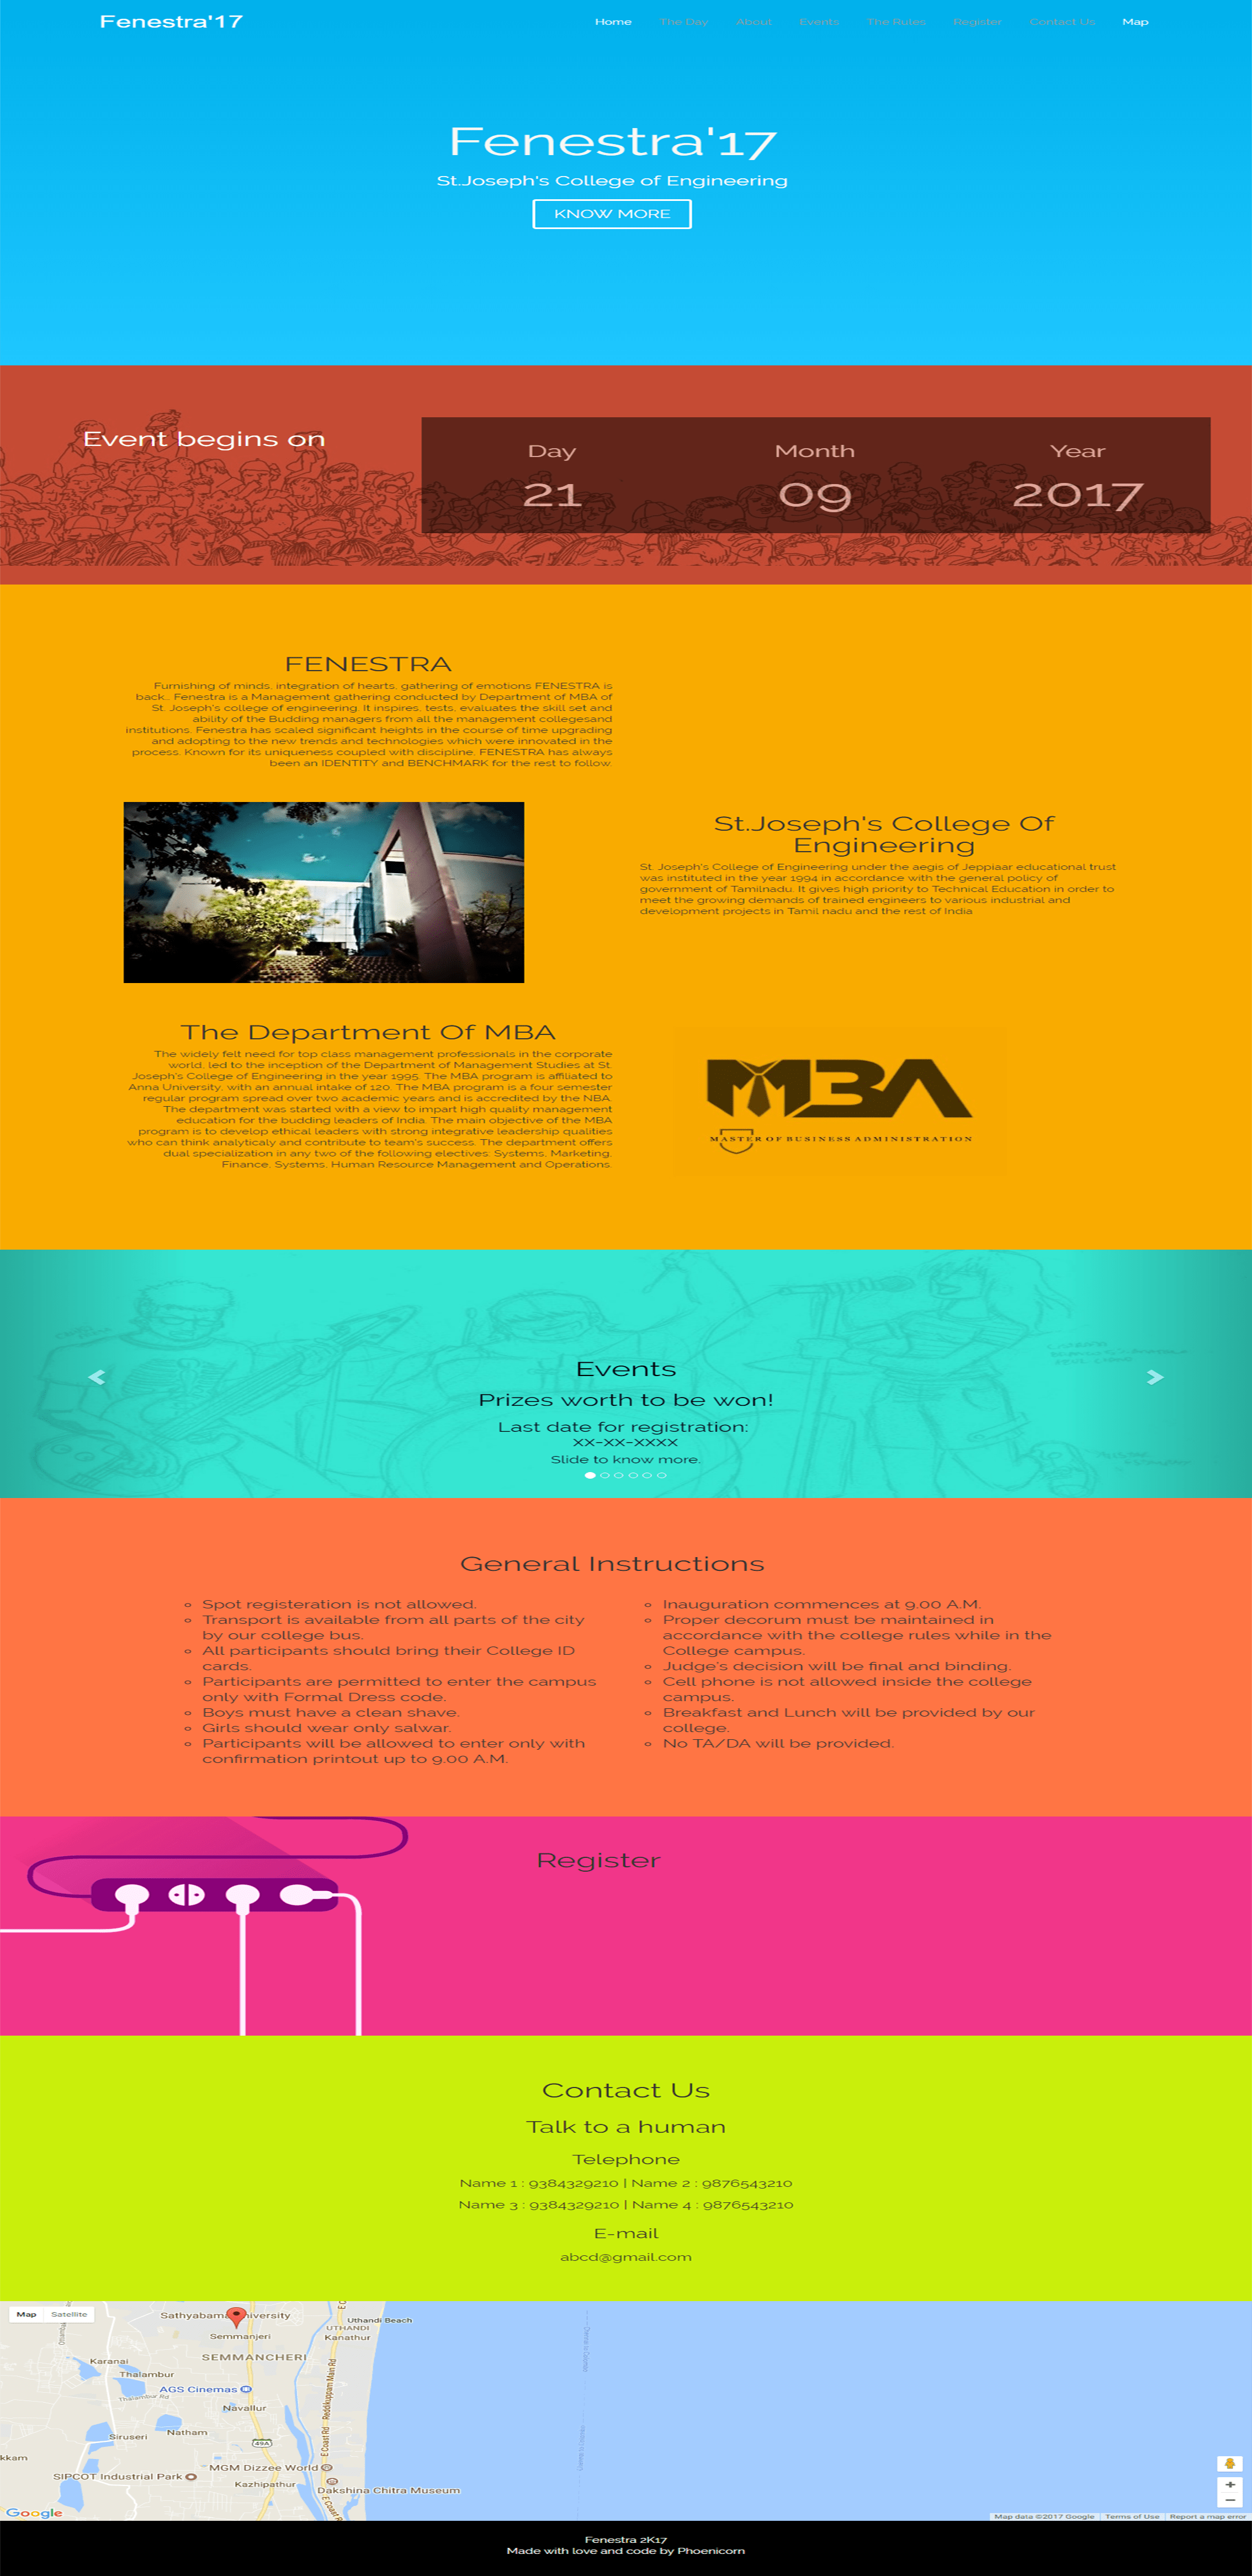 Fenestra'17
Home The Day About Events The Rules Register Contact Us Map
Fenestra'17
St.Joseph's College of Engineering
KNOW MORE
Event begins on
Day Month Year
21 09 2017
FENESTRA
Furnishing of minds, integration of hearts, gathering of emotions FENESTRA is
back.. Fenestra is a Management gathering conducted by Department of MBA of
St. Joseph's college of engineering. It inspires, tests, evaluates the skill set and
ability of the Budding managers from all the management collegesand
institutions. Fenestra has scaled significant heights in the course of time upgrading
and adopting to the new trends and technologies which were innovated in the
process. Known for its uniqueness coupled with discipline, FENESTRA has always
been an IDENTITY and BENCHMARK for the rest to follow.
St.Joseph's College Of
Engineering
St. Joseph's College of Engineering under the aegis of Jeppiaar educational trust
was instituted in the year 1994 in accordance with the general policy of
government of Tamilnadu. It gives high priority to Technical Education in order to
meet the growing demands of trained engineers to various industrial and
development projects in Tamil nadu and the rest of India
The Department Of MBA
The widely felt need for top class management professionals in the corporate
world, led to the inception of the Department of Management Studies at St.
Joseph's College of Engineering in the year 1995. The MBA program is affiliated to
Anna University, with an annual intake of 120. The MBA program is a four semester
regular program spread over two academic years and is accredited by the NBA.
The department was started with a view to impart high quality management
education for the budding leaders of India. The main objective of the MBA
program is to develop ethical leaders with strong integrative leadership qualities
who can think analyticaly and contribute to team's success. The department offers
dual specialization in any two of the following electives: Systems, Marketing,
Finance, Systems, Human Resource Management and Operations.
MBA
MASTER OF BUSINESS ADMINISTRATION
Events
Prizes worth to be won!
Last date for registration:
xx-xx-xxxx
Slide to know more.
General Instructions
Spot registeration is not allowed.
Transport is available from all parts of the city
by our college bus.
All participants should bring their College ID
cards.
Participants are permitted to enter the campus
only with Formal Dress code.
Boys must have a clean shave.
Girls should wear only salwar.
Participants will be allowed to enter only with
confirmation printout up to 9.00 A.M.
Inauguration commences at 9.00 A.M.
Proper decorum must be maintained in
accordance with the college rules while in the
College campus.
Judge's decision will be final and binding.
Cell phone is not allowed inside the college
campus.
Breakfast and Lunch will be provided by our
college.
No TA/DA will be provided.
Register
Contact Us
Talk to a human
Telephone
Name 1 : 9384329210 | Name 2 : 9876543210
Name 3 : 9384329210 | Name 4 : 9876543210
E-mail
abcd@gmail.com
Map Satellite
Uthandi Beach
UTHANDI
Semmanjeri
Kanathur
SEMMANCHERI
Karanai
Thalambur
AGS Cinemas
Thalambur Rd
Navallur
Natham
Siruseri
49A
kkam
MGM Dizzee World
SIPCOT Industrial Park
Kazhipathur
Dakshina Chitra Museum
E Coast Rd
Reddikuppam Main Rd
Google
Map data ©2017 Google Terms of Use Report a map error
Fenestra 2K17
Made with love and code by Phoenicorn